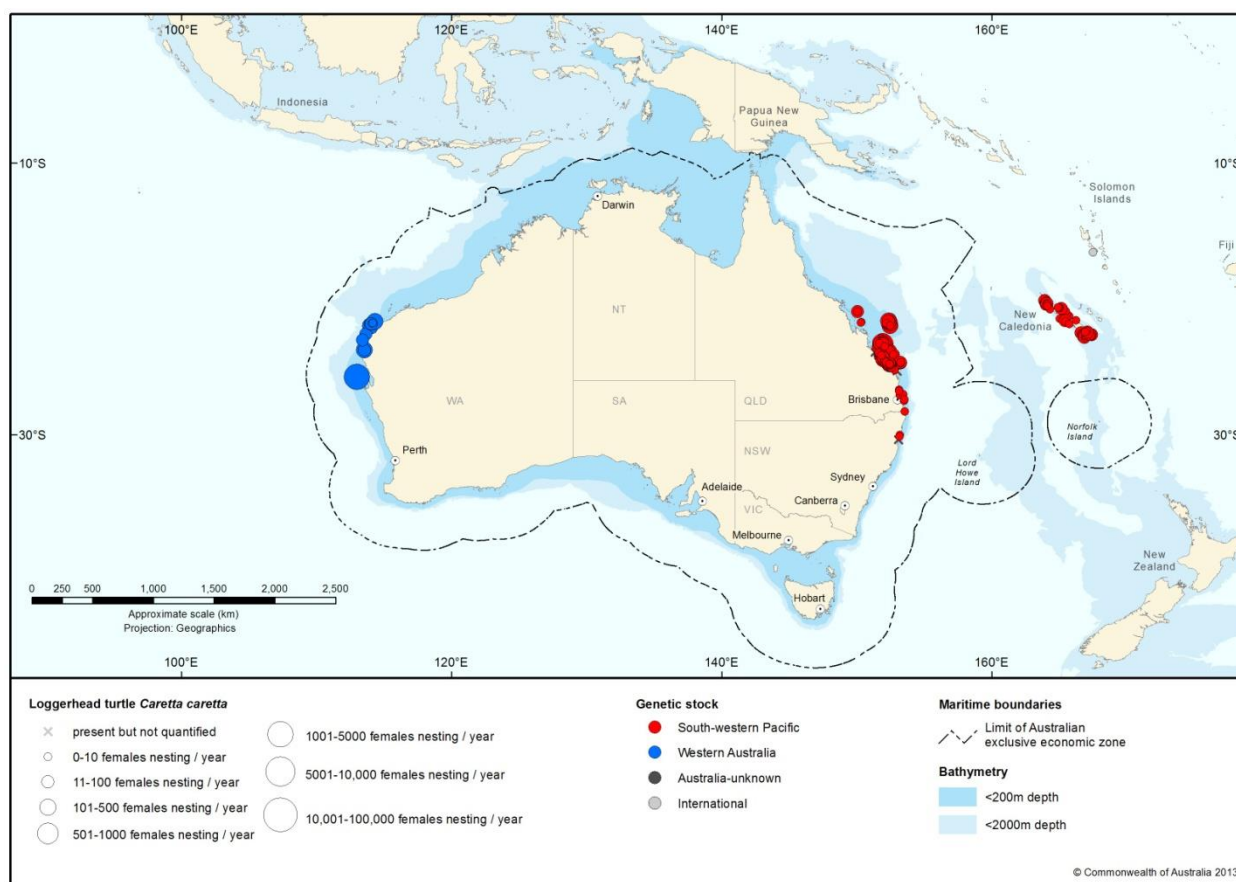 100°E 120°E 140°E 160°E
Indonesia
Papua New
Guinea
10°S 10°S
Solomon
Islands
Darwin
Fiji
NT
New
Caledonia
WA SA QLD
Brisbane
Norfolk
Island
30°S 30°S
Perth
NSW
Lord
Howe
Island
Adelaide
Sydney
Canberra
VIC
Melbourne
New
Zealand
0 250 500 1,000 1,500 2,000 2,500
Approximate scale (km)
Projection: Geographics
Hobart
100°E 120°E 140°E 160°E
Loggerhead turtle Caretta caretta
present but not quantified
0-10 females nesting / year
11-100 females nesting / year
101-500 females nesting / year
501-1000 females nesting / year
1001-5000 females nesting / year
5001-10,000 females nesting / year
10,001-100,000 females nesting / year
Genetic stock
South-western Pacific
Western Australia
Australia-unknown
International
Maritime boundaries
Limit of Australian
exclusive economic zone
Bathymetry
<200m depth
<2000m depth
© Commonwealth of Australia 2013